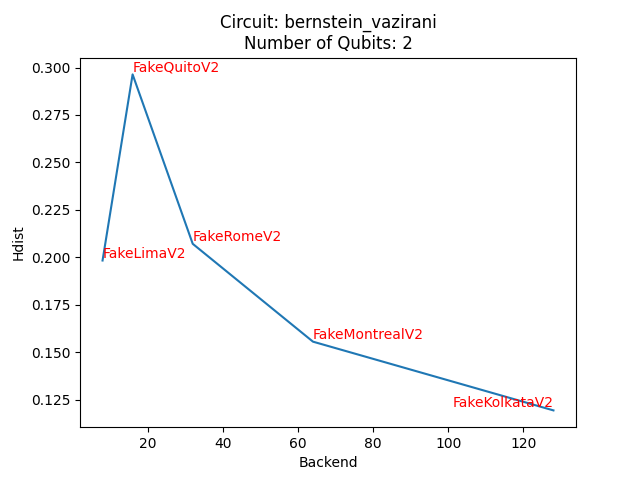 Circuit: bernstein_vazirani
Number of Qubits: 2
0.300
0.275
0.250
0.225
0.200
0.175
0.150
0.125
Hdist
FakeQuitoV2
FakeRomeV2
FakeLimaV2
FakeMontrealV2
FakeKolkataV2
20 40 60 80 100 120
Backend